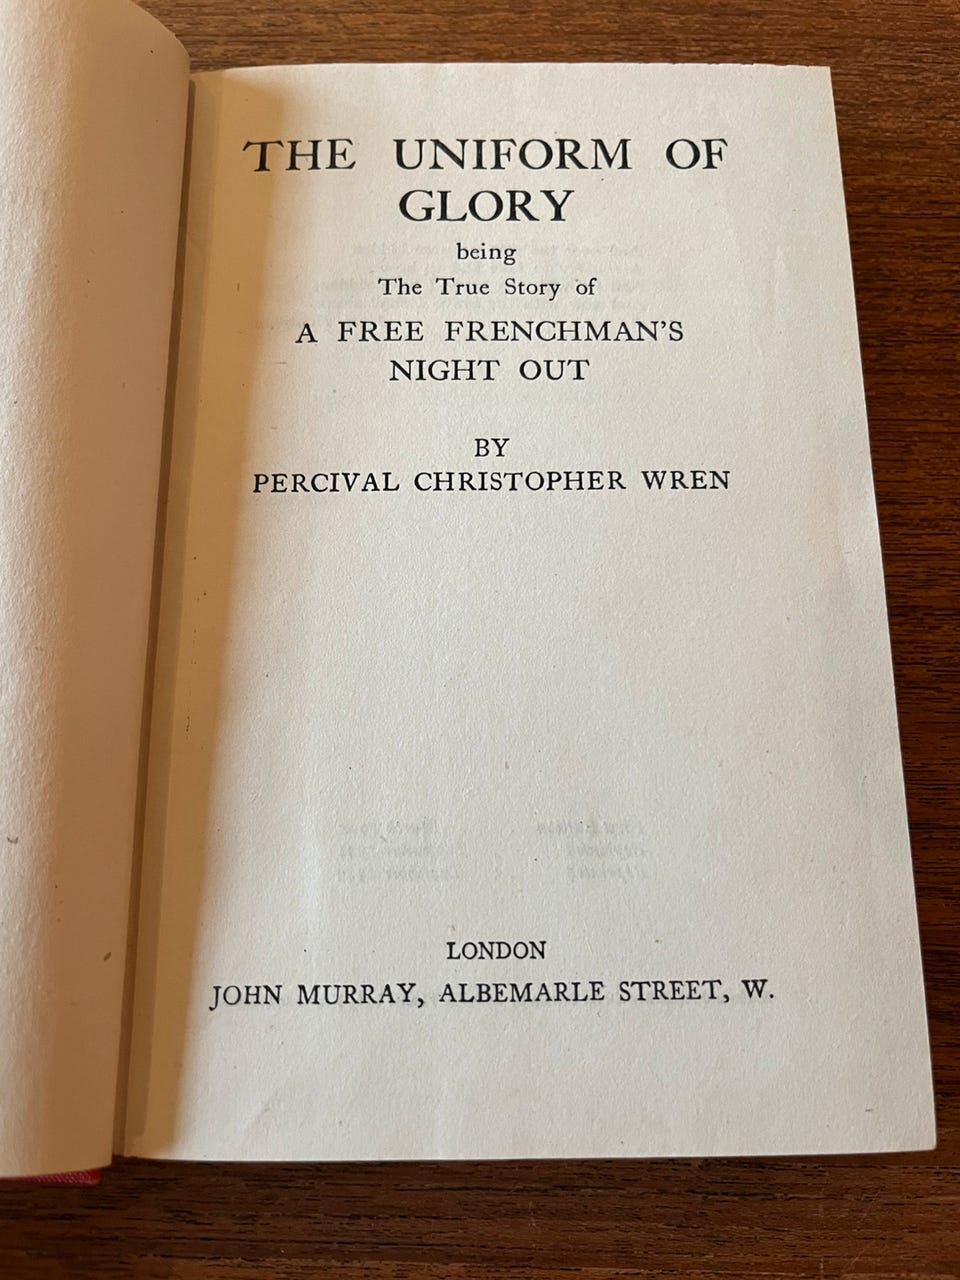 THE UNIFORM OF
GLORY
being
The True Story of
A FREE FRENCHMAN'S
NIGHT OUT
BY
PERCIVAL CHRISTOPHER WREN
LONDON
JOHN MURRAY, ALBEMARLE STREET, W.